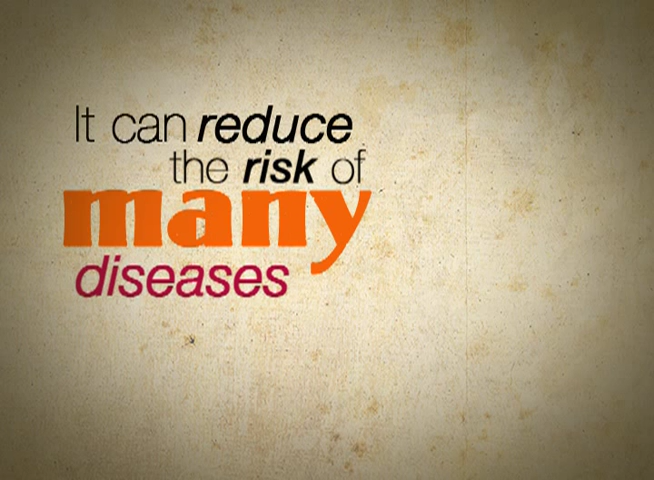 It can reduce
the risk of
many
diseases